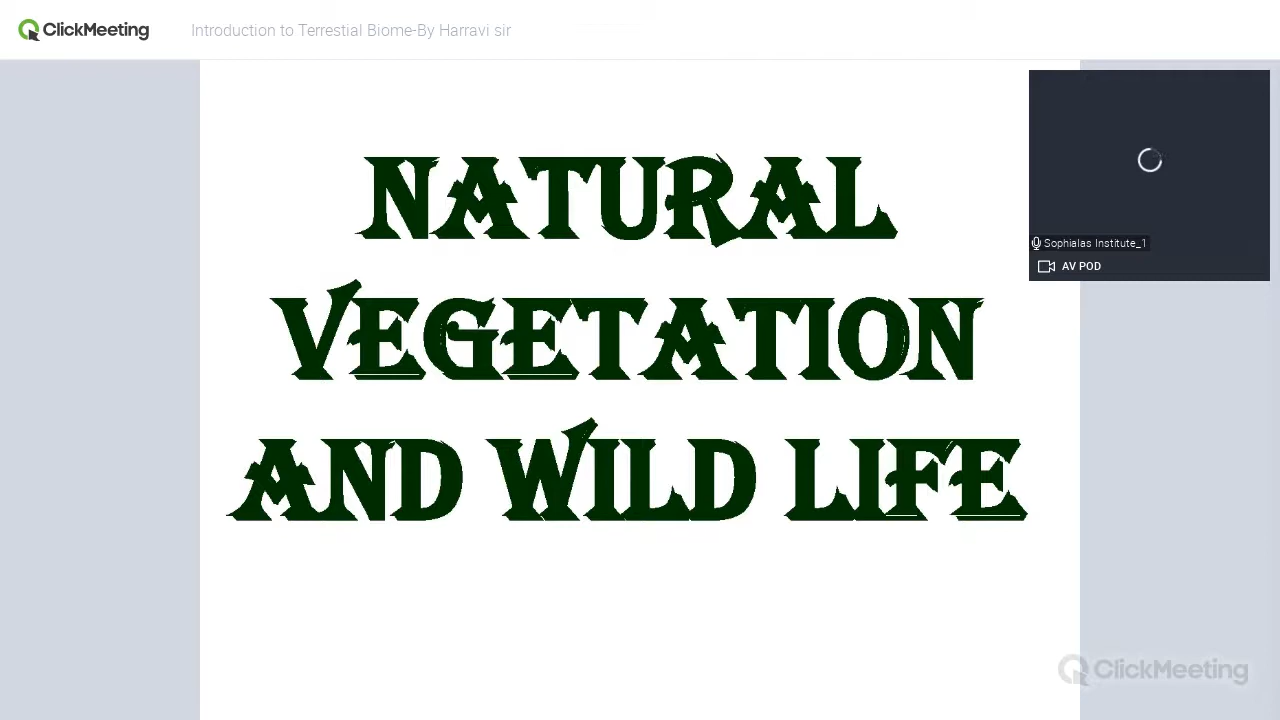 ClickMeeting
Introduction to Terrestial Biome-By Harravi sir
NATURAL
VEGETATION
AND WILD LIFE
Sophialas Institute_1
AV POD
ClickMeeting